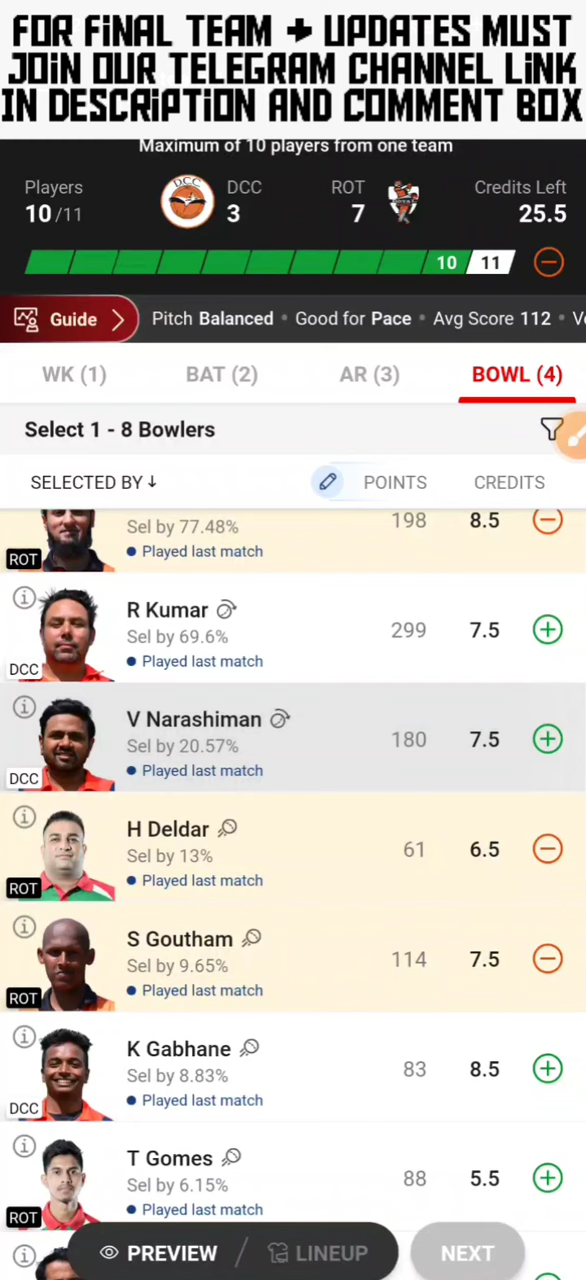 FOR FINAL TEAM + UPDATES MUST
JOIN OUR TELEGRAM CHANNEL LINK
IN DESCRIPTION AND COMMENT BOX
Maximum of 10 players from one team
Players DCC ROT Credits Left
10/11 DCC 3 7 25.5
10 11
Guide Pitch Balanced • Good for Pace • Avg Score 112 •
WK (1) BAT (2) AR (3) BOWL (4)
Select 1 - 8 Bowlers
SELECTED BY ↓ POINTS CREDITS
Sel by 77.48% 198 8.5
ROT Played last match
R Kumar
Sel by 69.6% 299 7.5
DCC Played last match
V Narashiman
Sel by 20.57% 180 7.5
DCC Played last match
H Deldar
Sel by 13% 61 6.5
ROT Played last match
S Goutham
Sel by 9.65% 114 7.5
ROT Played last match
K Gabhane
Sel by 8.83% 83 8.5
DCC Played last match
T Gomes
Sel by 6.15% 88 5.5
ROT Played last match
PREVIEW / LINEUP NEXT